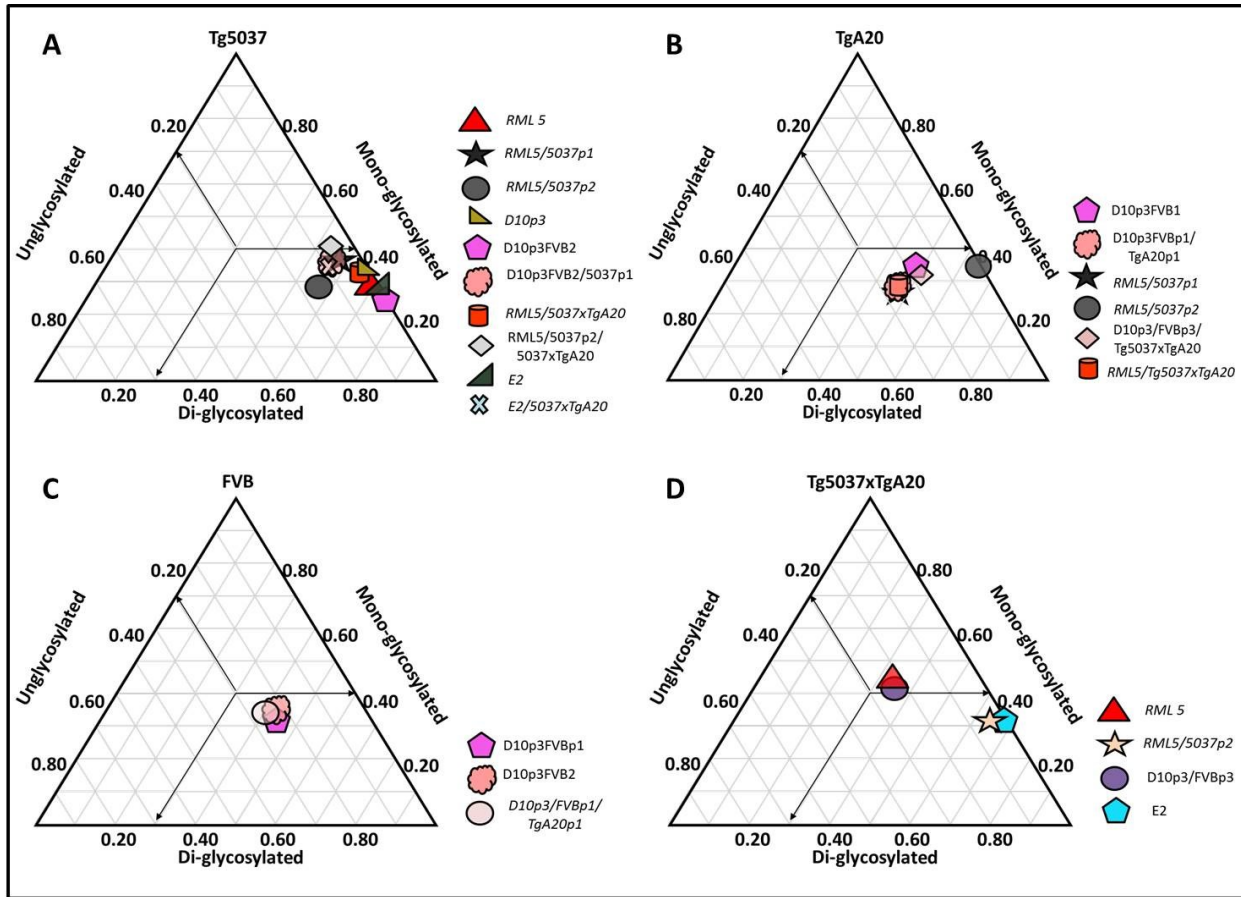 A
Tg5037
0.20
0.40
0.60
0.80
Unglycosylated
0.80
0.60
0.40
0.20
Mono-glycosylated
0.20
0.40
0.60
0.80
Di-glycosylated
RML 5
RML5/5037p1
RML5/5037p2
D10p3
D10p3FVB2
D10p3FVB2/5037p1
RML5/5037xTgA20
RML5/5037p2/
5037xTgA20
E2
E2/5037xTgA20
B
TgA20
0.20
0.40
0.60
0.80
Unglycosylated
0.80
0.60
0.40
0.20
Mono-glycosylated
0.20
0.40
0.60
0.80
Di-glycosylated
D10p3FVB1
D10p3FVBp1/
TgA20p1
RML5/5037p1
RML5/5037p2
D10p3/FVBp3/
Tg5037xTgA20
RML5/Tg5037xTgA20
C
FVB
0.20
0.40
0.60
0.80
Unglycosylated
0.80
0.60
0.40
0.20
Mono-glycosylated
0.20
0.40
0.60
0.80
Di-glycosylated
D10p3FVBp1
D10p3FVB2
D10p3/FVBp1/
TgA20p1
D
Tg5037xTgA20
0.20
0.40
0.60
0.80
Unglycosylated
0.80
0.60
0.40
0.20
Mono-glycosylated
0.20
0.40
0.60
0.80
Di-glycosylated
RML 5
RML5/5037p2
D10p3/FVBp3
E2